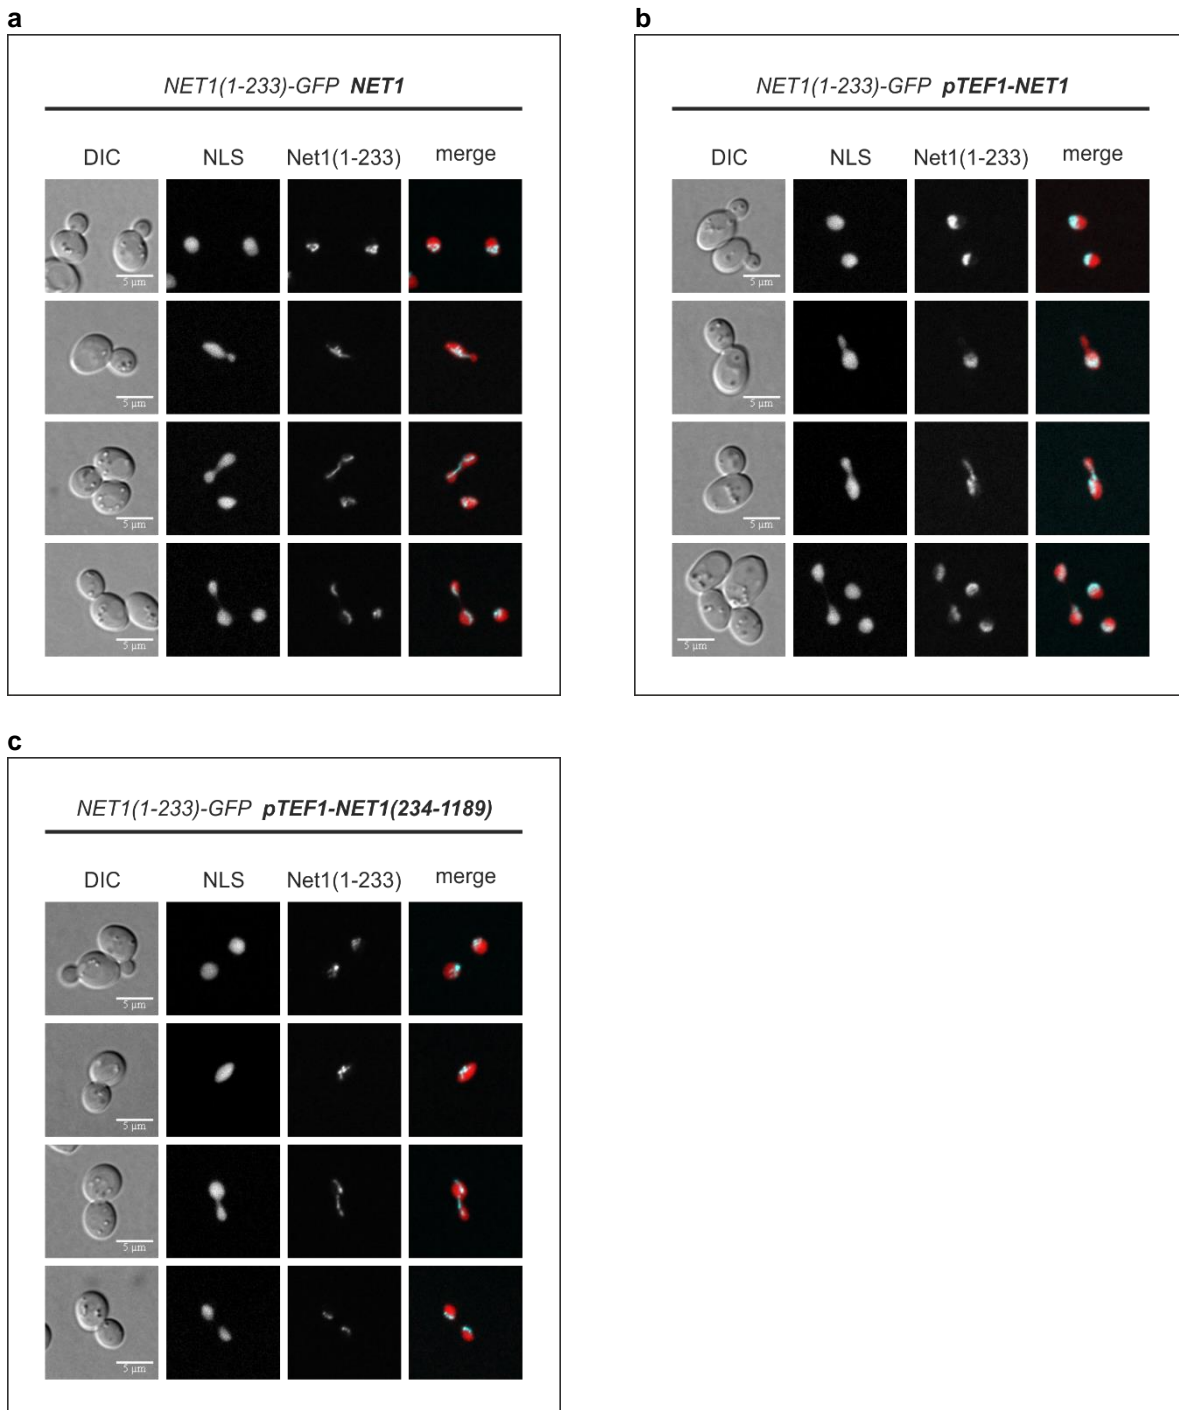 a
NET1(1-233)-GFP NET1
DIC NLS Net1(1-233) merge
5 µm
5 µm
5 µm
5 µm
b
NET1(1-233)-GFP pTEF1-NET1
DIC NLS Net1(1-233) merge
5 µm
5 µm
5 µm
5 µm
c
NET1(1-233)-GFP pTEF1-NET1(234-1189)
DIC NLS Net1(1-233) merge
5 µm
5 µm
5 µm
5 µm